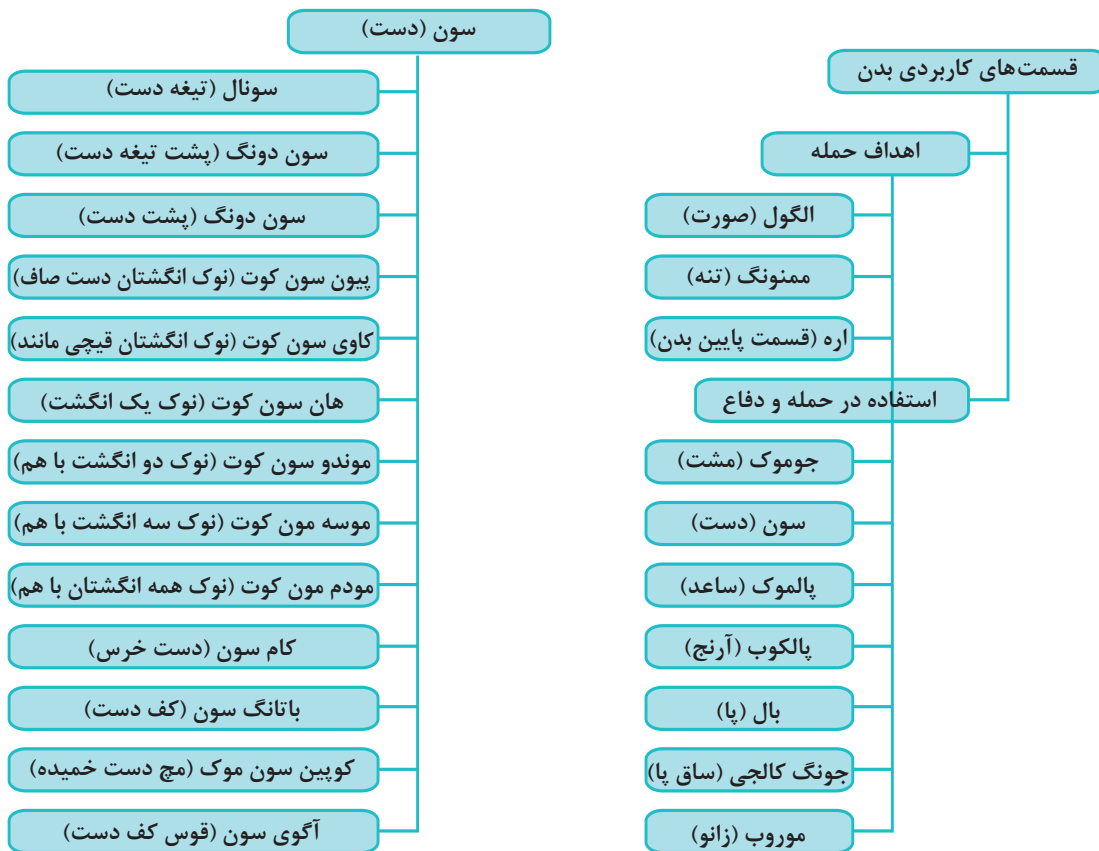 قسمت‌های کاربردی بدن
اهداف حمله
الگول (صورت)
ممنونگ (تنه)
اره (قسمت پایین بدن)
استفاده در حمله و دفاع
جوموک (مشت)
سون (دست)
پالموک (ساعد)
پالکوب (آرنج)
بال (پا)
جونگ کالجی (ساق پا)
موروب (زانو)
سون (دست)
سونال (تیغه دست)
سون دونگ (پشت تیغه دست)
سون دونگ (پشت دست)
پیون سون کوت (نوک انگشتان دست صاف)
کاوی سون کوت (نوک انگشتان قیچی مانند)
هان سون کوت (نوک یک انگشت)
موندو سون کوت (نوک دو انگشت با هم)
موسه مون کوت (نوک سه انگشت با هم)
مودم مون کوت (نوک همه انگشتان با هم)
کام سون (دست خرس)
باتانگ سون (کف دست)
کوپین سون موک (مچ دست خمیده)
آگوی سون (قوس کف دست)